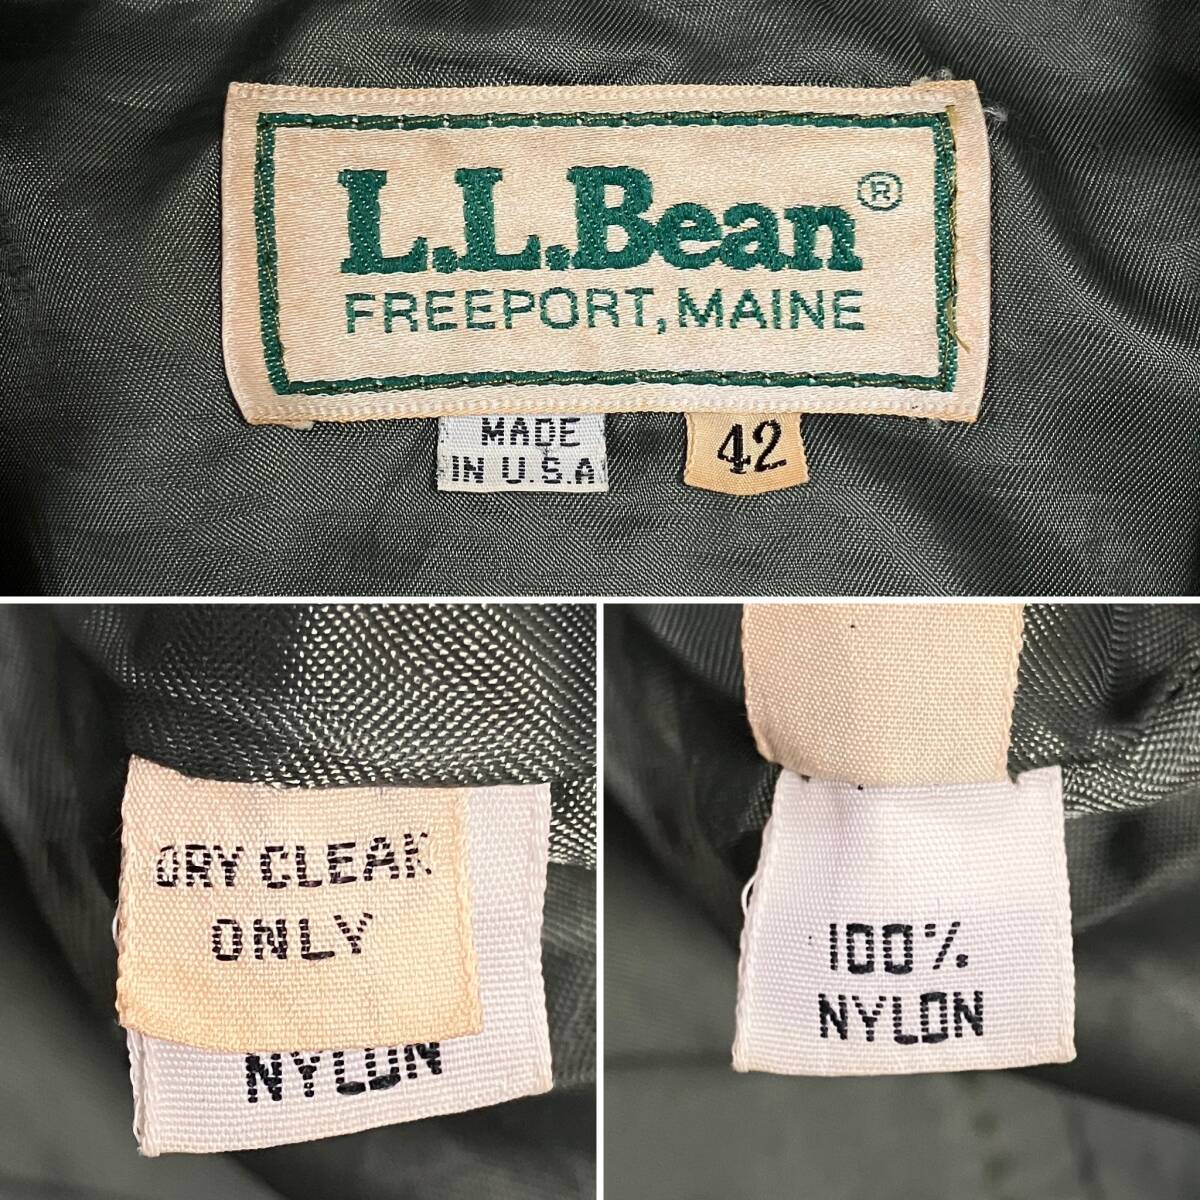 L.L.Bean®
FREEPORT, MAINE
MADE
IN U.S.A
42
DRY CLEAN
ONLY
NYLON
100%
NYLON